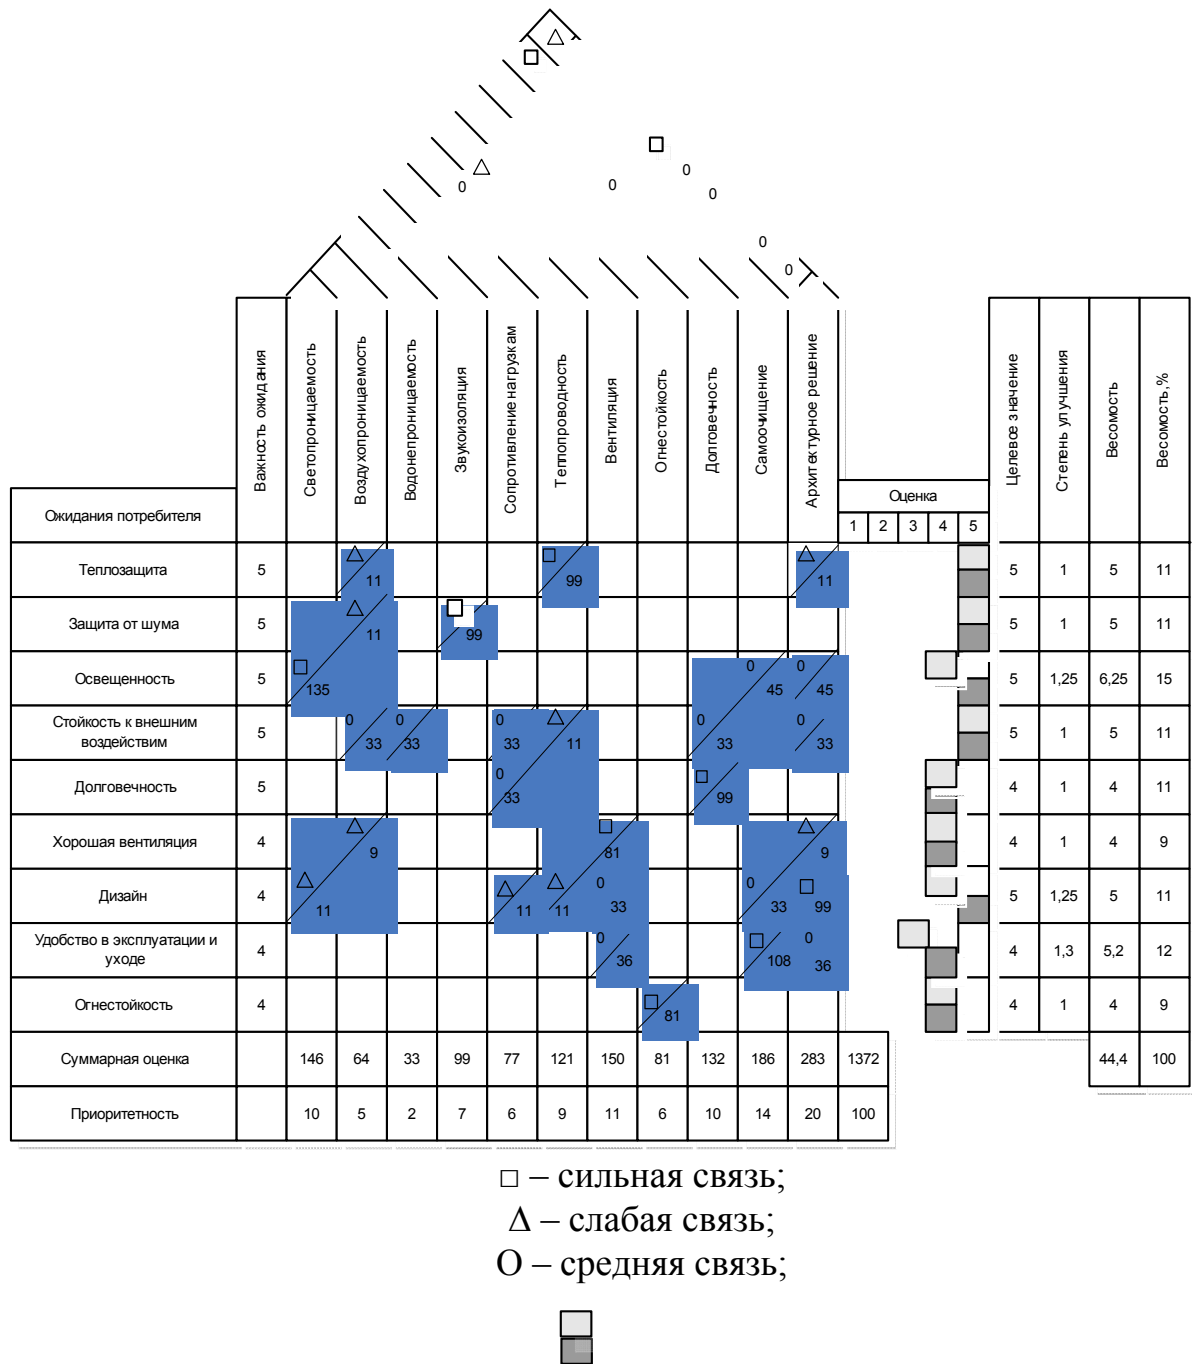 0
0
0
0
0
0
Важность ожидания
Светопроницаемость
Воздухопроницаемость
Водонепроницаемость
Звукоизоляция
Сопротивление нагрузкам
Теплопроводность
Вентиляция
Огнестойкость
Долговечность
Самоочищение
Архитектурное решение
Целевое значение
Степень улучшения
Весомость
Весомость,%
Ожидания потребителя
Оценка
1 2 3 4 5
Теплозащита 5 Δ 11 □ 99 Δ 11 5 1 5 11
Защита от шума 5 Δ 11 □ 99 5 1 5 11
Освещенность 5 □ 135 0 45 0 45 5 1,25 6,25 15
Стойкость к внешним
воздействим
5 0 33 0 33 0 33 Δ 11 0 33 0 33 5 1 5 11
Долговечность 5 0 33 □ 99 4 1 4 11
Хорошая вентиляция 4 Δ 9 □ 81 Δ 9 4 1 4 9
Дизайн 4 Δ 11 Δ 11 Δ 11 0 33 0 33 □ 99 5 1,25 5 11
Удобство в эксплуатации и
уходе
4 0 36 □ 108 0 36 4 1,3 5,2 12
Огнестойкость 4 □ 81 4 1 4 9
Суммарная оценка 146 64 33 99 77 121 150 81 132 186 283 1372 44,4 100
Приоритетность 10 5 2 7 6 9 11 6 10 14 20 100
□ – сильная связь;
Δ – слабая связь;
О – средняя связь;